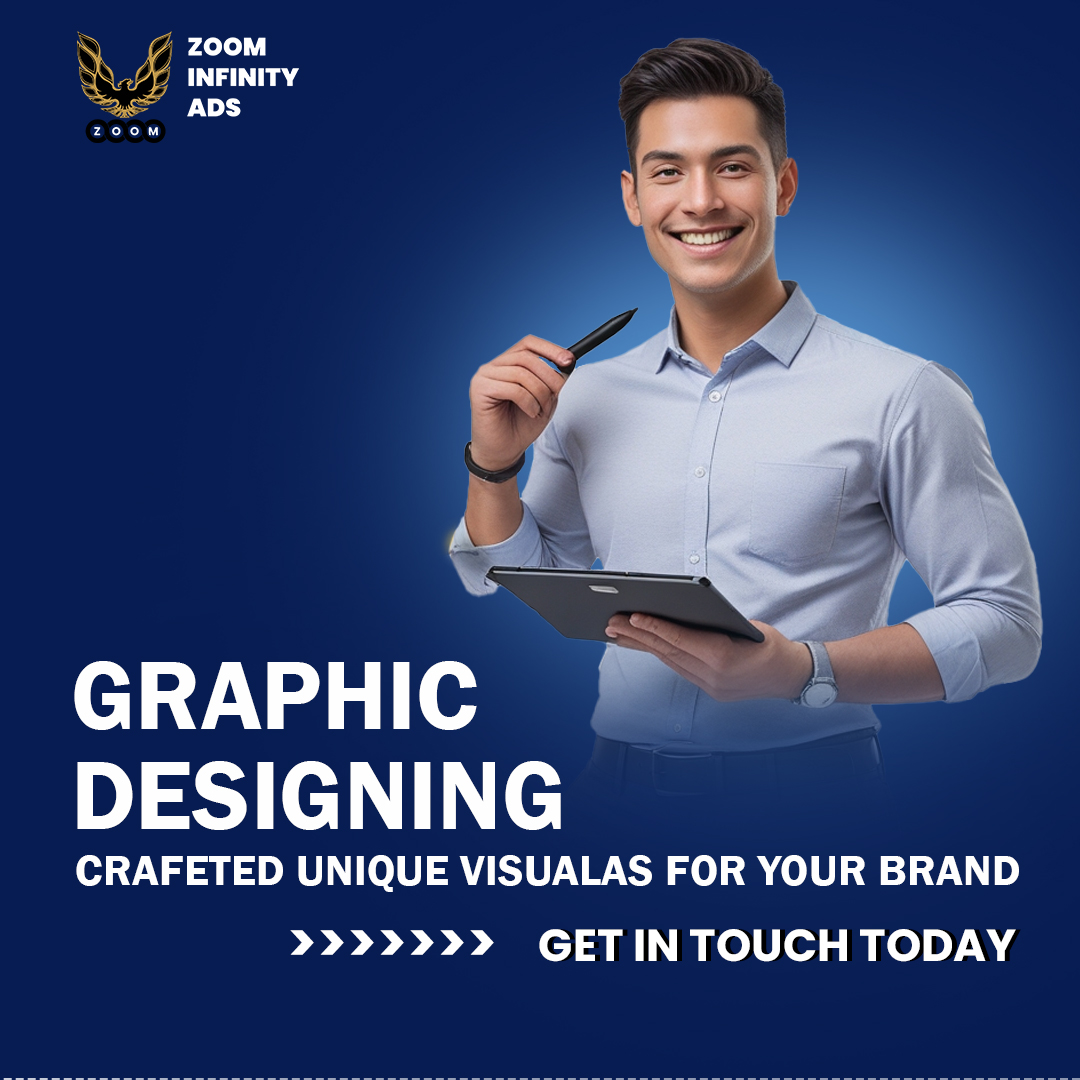 ZOOM
INFINITY
ADS
ZOOM
GRAPHIC
DESIGNING
CRAFETED UNIQUE VISUALAS FOR YOUR BRAND
GET IN TOUCH TODAY